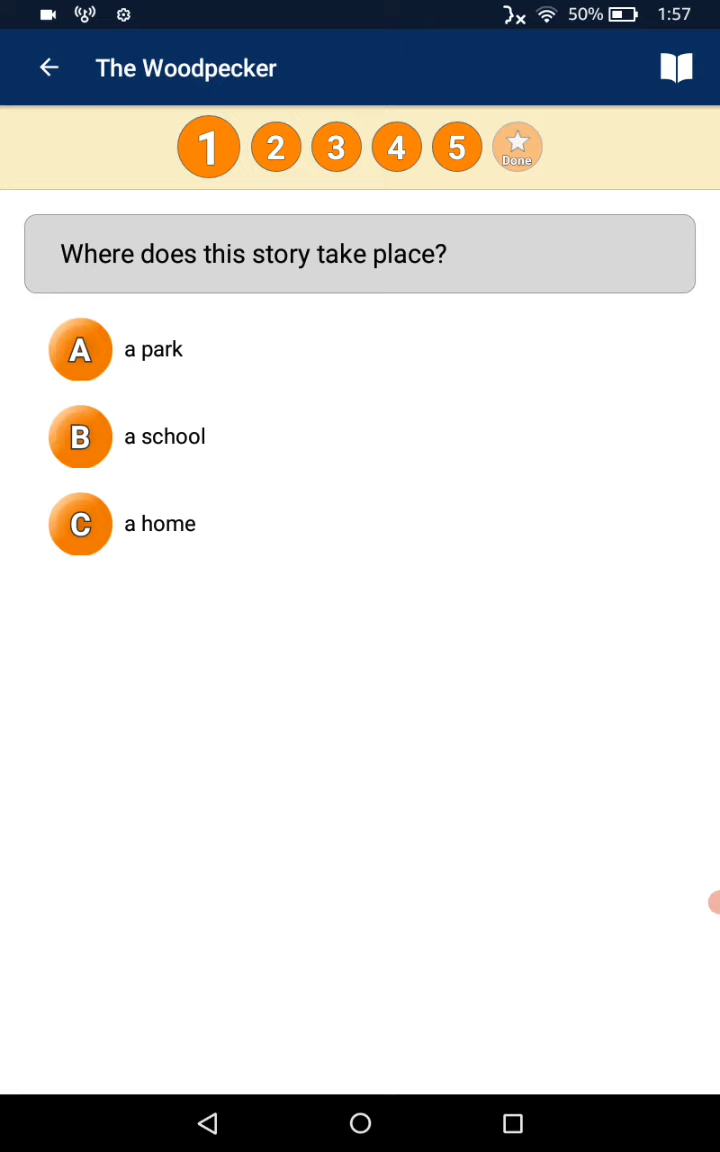 50% 1:57
The Woodpecker
1 2 3 4 5 Done
Where does this story take place?
A a park
B a school
C a home